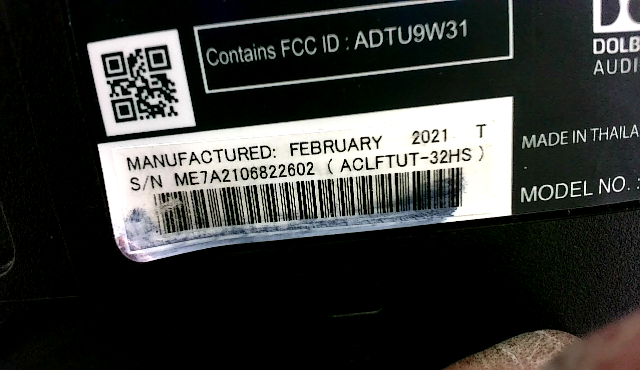 Contains FCC ID : ADTU9W31
DOLB
AUDI
MANUFACTURED: FEBRUARY 2021 T
S/N ME7A2106822602 ( ACLFTUT-32HS )
MADE IN THAILA
MODEL NO. :